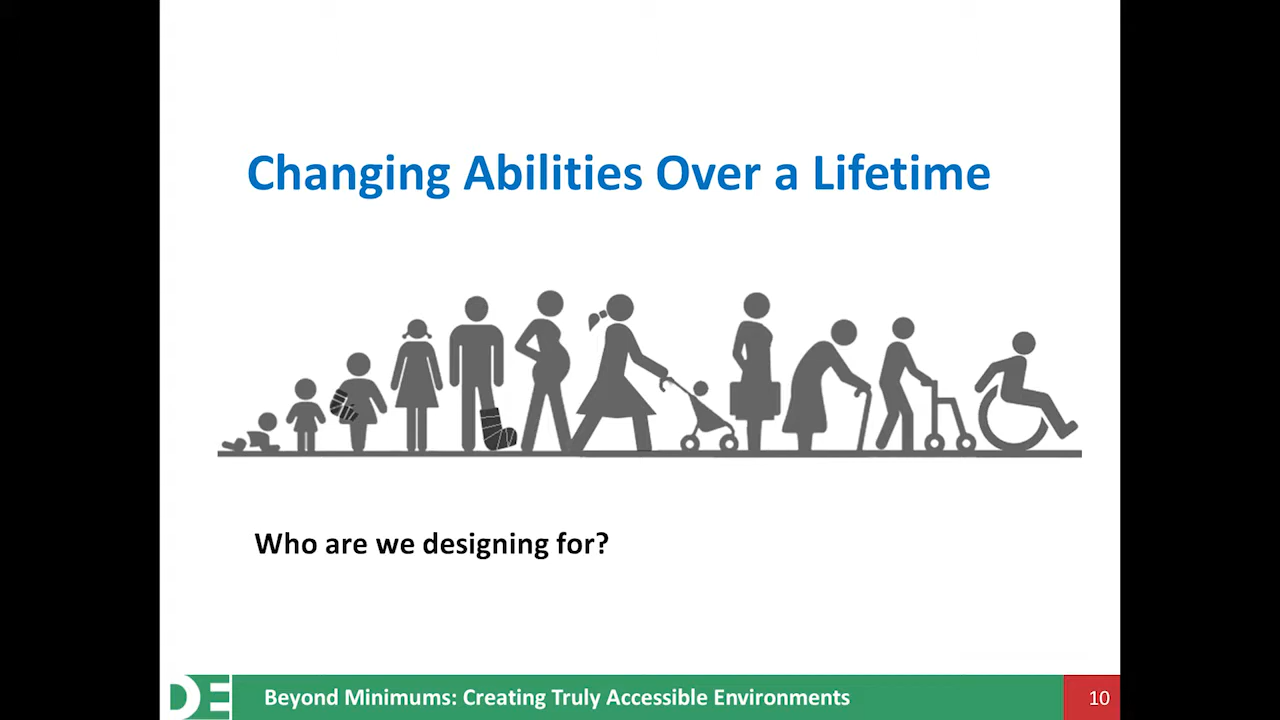 Changing Abilities Over a Lifetime
Who are we designing for?
DE
Beyond Minimums: Creating Truly Accessible Environments
10